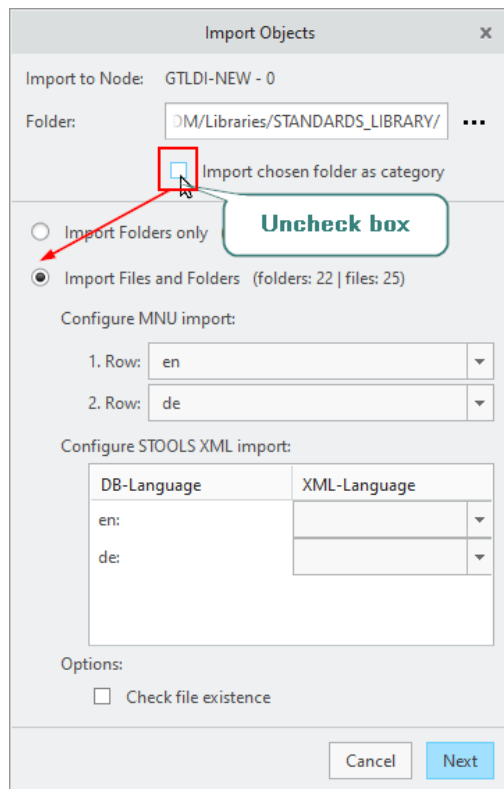 Import Objects
Import to Node: GTLDI-NEW - 0
Folder: DM/Libraries/STANDARDS_LIBRARY/
Import chosen folder as category
Uncheck box
Import Folders only
Import Files and Folders (folders: 22 | files: 25)
Configure MNU import:
1. Row: en
2. Row: de
Configure STOOLS XML import:
DB-Language XML-Language
en:
de:
Options:
Check file existence
Cancel Next